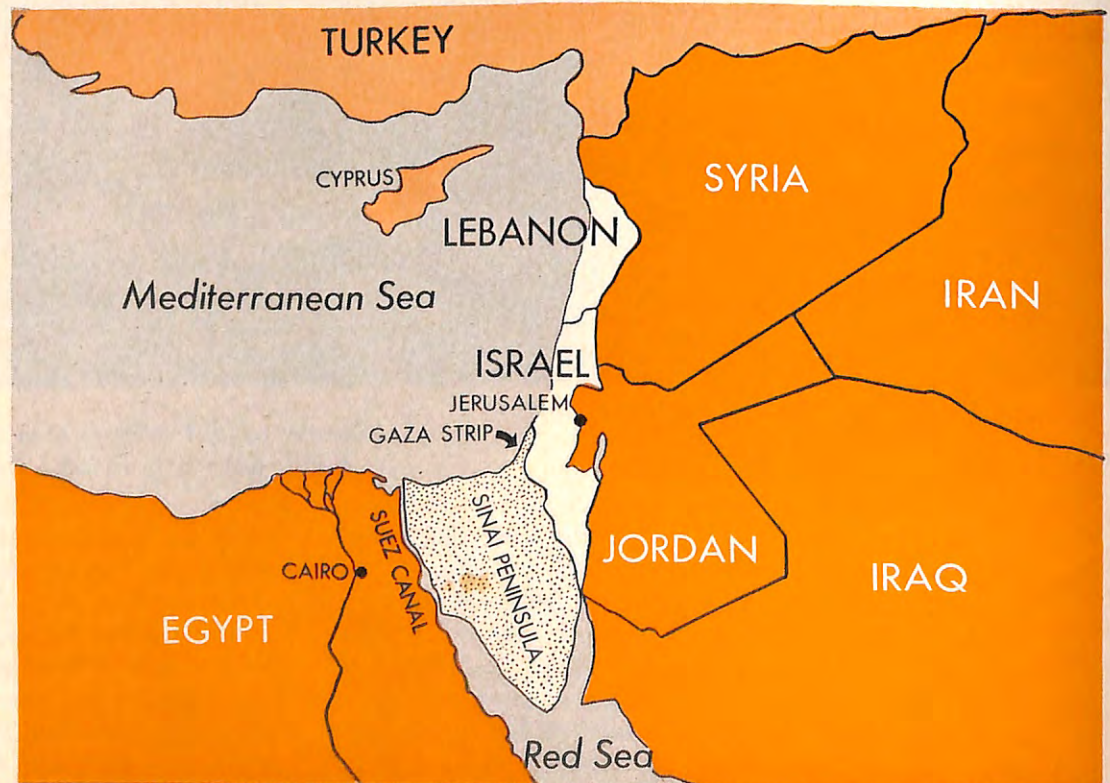 TURKEY
CYPRUS
SYRIA
LEBANON
Mediterranean Sea
IRAN
ISRAEL
JERUSALEM
GAZA STRIP
SINAI PENINSULA
SUEZ CANAL
JORDAN
CAIRO
IRAQ
EGYPT
Red Sea